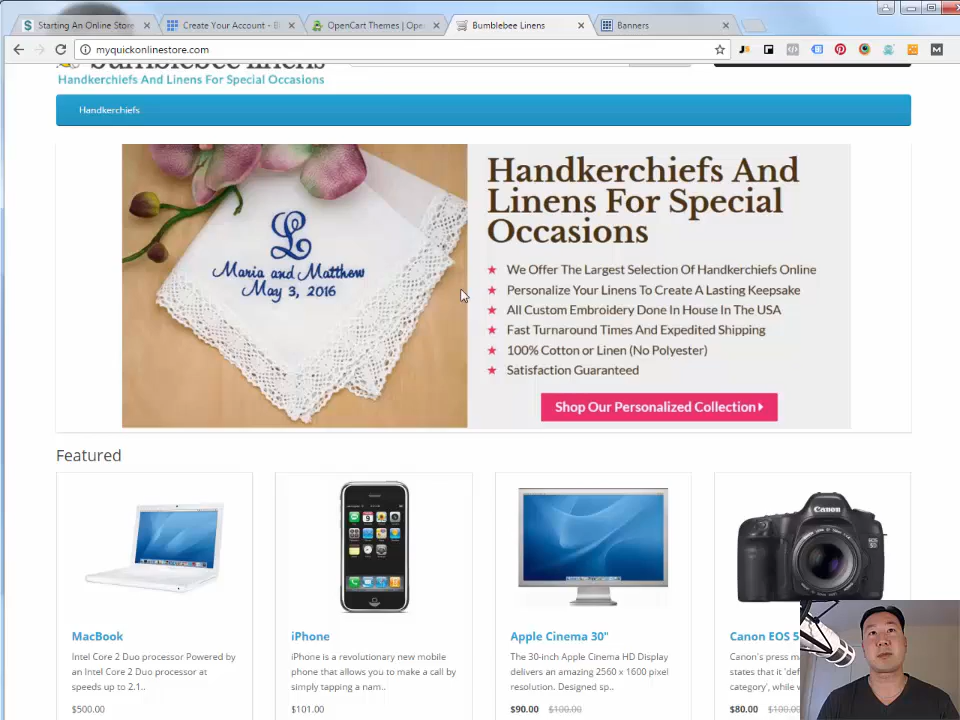 Starting An Online Store
Create Your Account - Bl
OpenCart Themes | Ope
Bumblebee Linens
Banners
myquickonlinestore.com
bumblebee linens
Handkerchiefs And Linens For Special Occasions
Handkerchiefs
L
Maria and Matthew
May 3, 2016
Handkerchiefs And
Linens For Special
Occasions
We Offer The Largest Selection Of Handkerchiefs Online
Personalize Your Linens To Create A Lasting Keepsake
All Custom Embroidery Done In House In The USA
Fast Turnaround Times And Expedited Shipping
100% Cotton or Linen (No Polyester)
Satisfaction Guaranteed
Shop Our Personalized Collection
Featured
Canon
MacBook
iPhone
Apple Cinema 30"
Canon EOS 5
Intel Core 2 Duo processor Powered by
an Intel Core 2 Duo processor at
speeds up to 2.1..
iPhone is a revolutionary new mobile
phone that allows you to make a call by
simply tapping a nam..
The 30-inch Apple Cinema HD Display
delivers an amazing 2560 x 1600 pixel
resolution. Designed sp..
Canon's press m
states that it 'def
category', while
$500.00
$101.00
$90.00 $100.00
$80.00 $100.